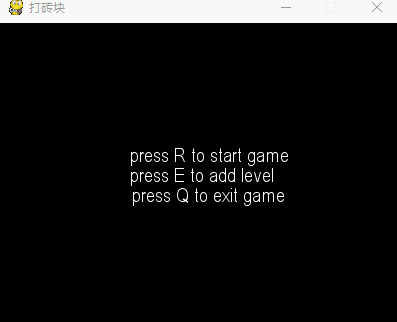 打砖块
press R to start game
press E to add level
press Q to exit game